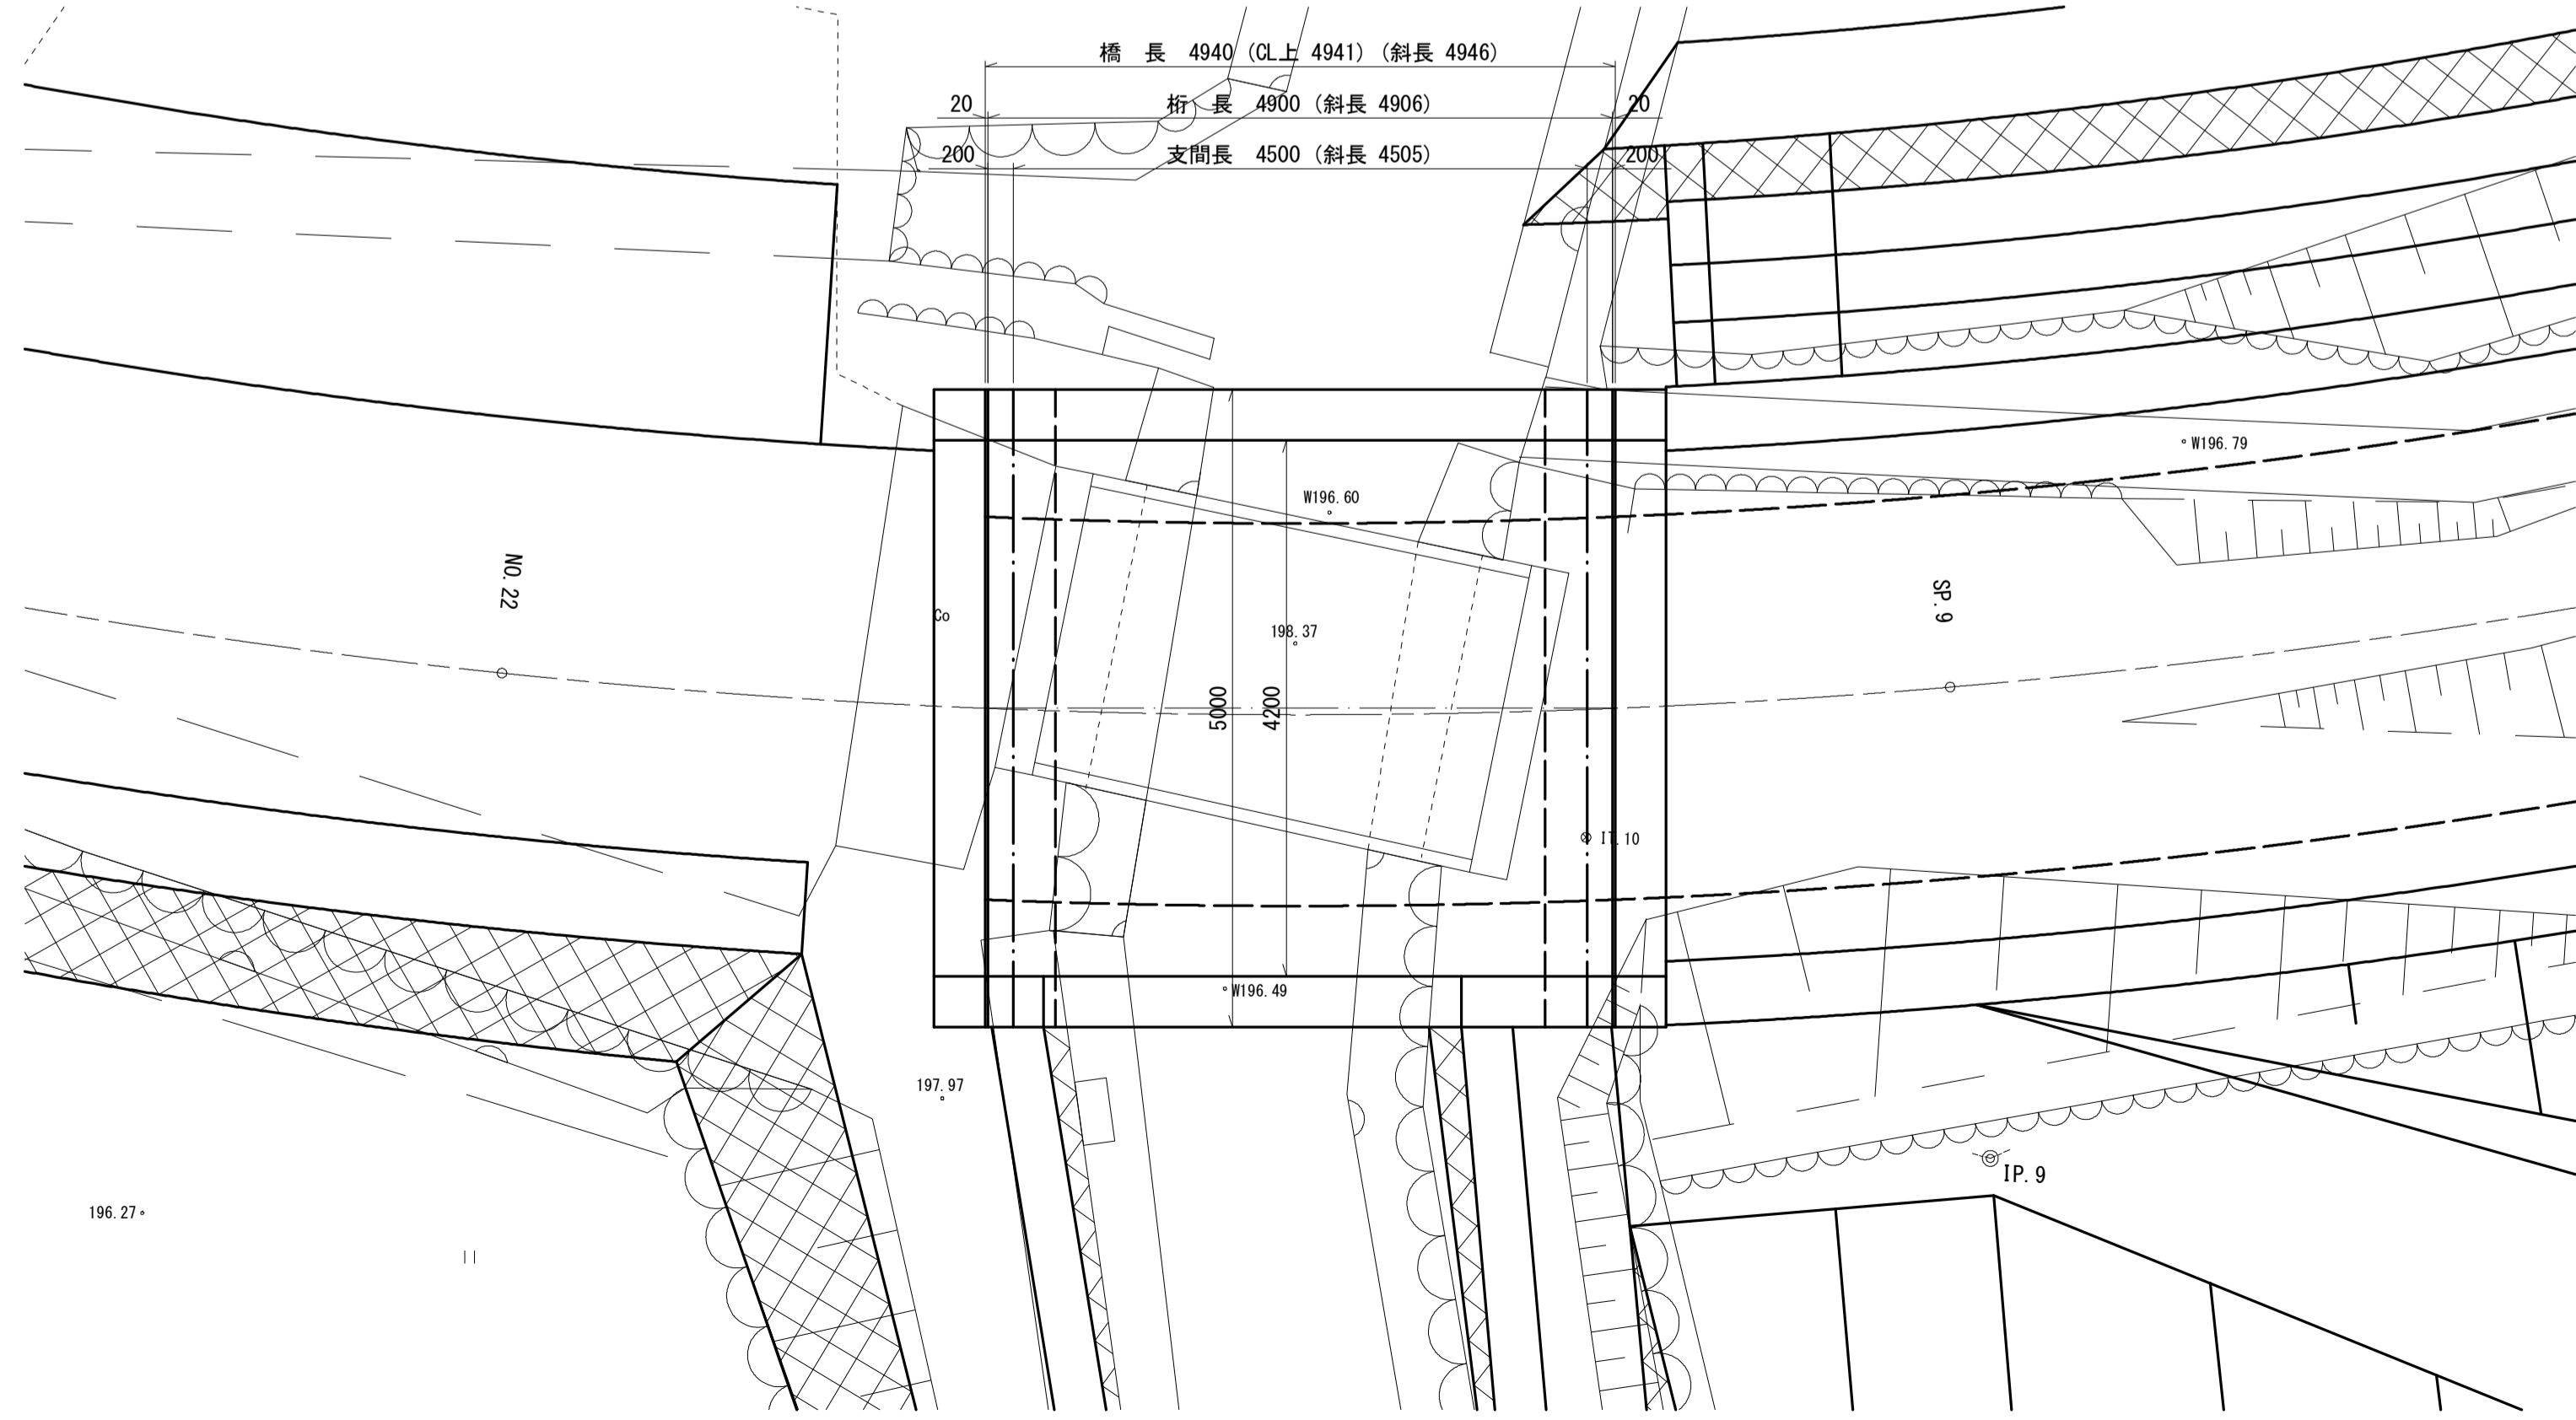 橋　長　4940 (CL上 4941) (斜長 4946)
20　桁　長　4900 (斜長 4906)　20
200　支間長　4500 (斜長 4505)　200
W196.79
W196.60
NO.22
SP.9
Co
198.37
5000
4200
IT.10
W196.49
197.97
IP.9
196.27